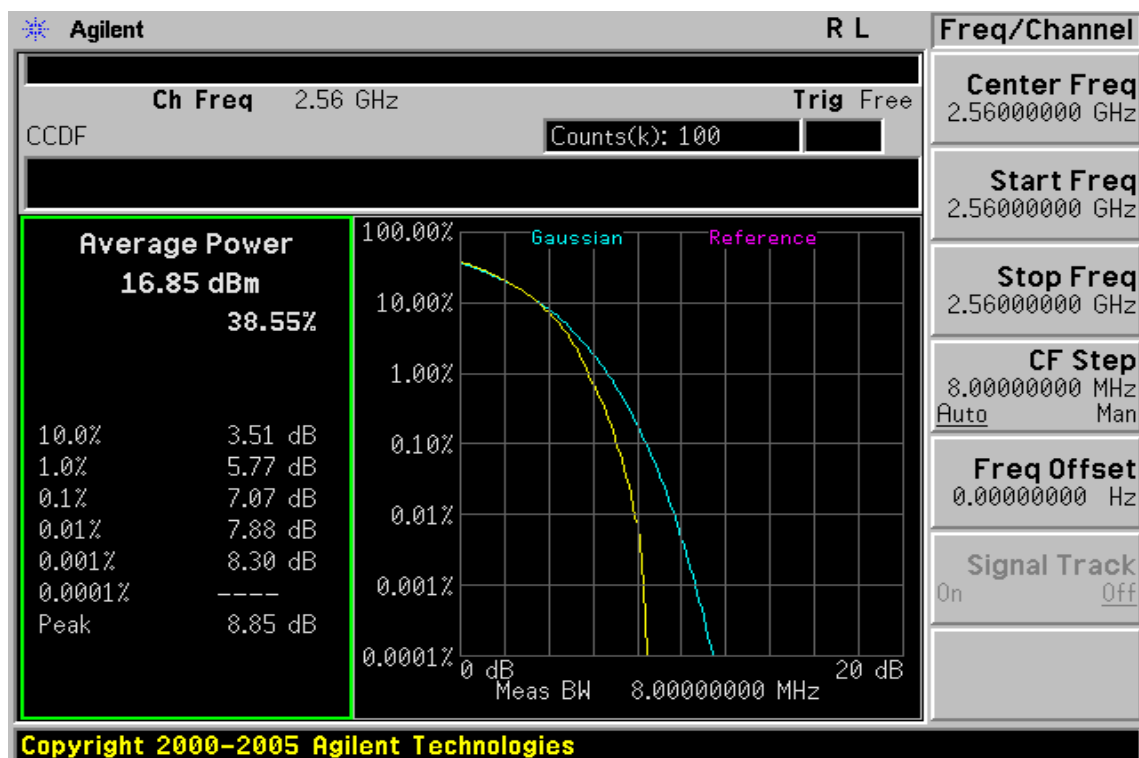 Agilent
R L
Freq/Channel
Ch Freq 2.56 GHz
Trig Free
CCDF
Counts(k): 100
Average Power
16.85 dBm
38.55%
10.0% 3.51 dB
1.0% 5.77 dB
0.1% 7.07 dB
0.01% 7.88 dB
0.001% 8.30 dB
0.0001% ----
Peak 8.85 dB
Gaussian
Reference
100.00%
10.00%
1.00%
0.10%
0.01%
0.001%
0.0001%
0 dB
20 dB
Meas BW 8.00000000 MHz
Center Freq
2.56000000 GHz
Start Freq
2.56000000 GHz
Stop Freq
2.56000000 GHz
CF Step
8.00000000 MHz
Auto Man
Freq Offset
0.00000000 Hz
Signal Track
On Off
Copyright 2000-2005 Agilent Technologies